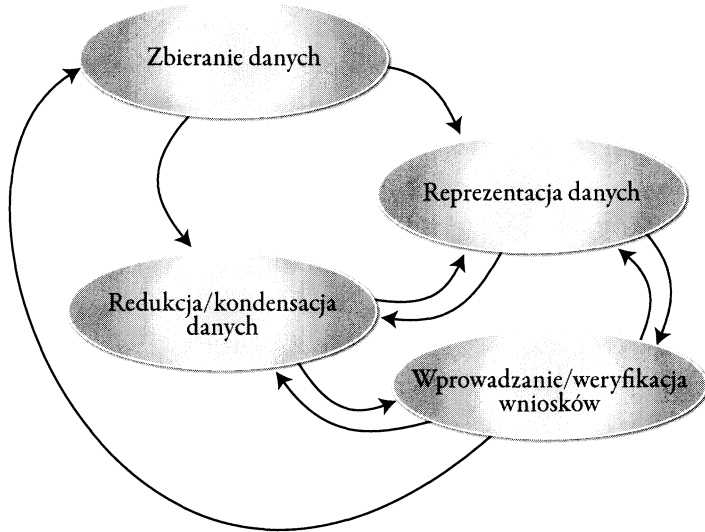 Zbieranie danych
Reprezentacja danych
Redukcja/kondensacja
danych
Wprowadzanie/weryfikacja
wniosków